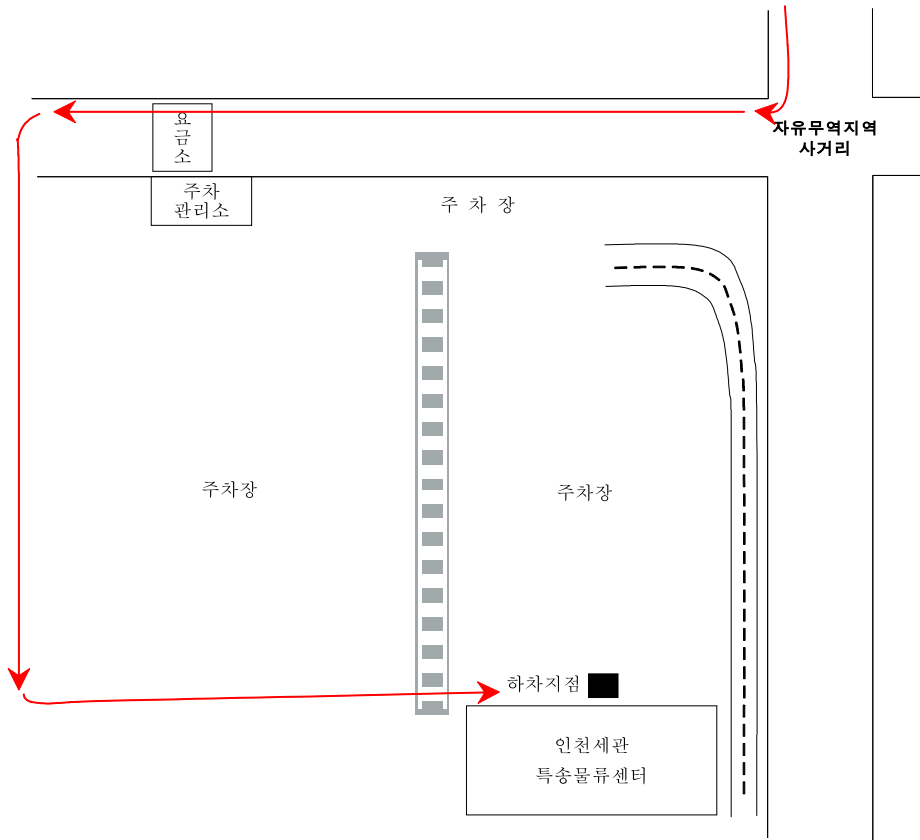 자유무역지역
사거리
요
금
소
주차
관리소
주 차 장
주차장
주차장
하차지점
인천세관
특송물류센터